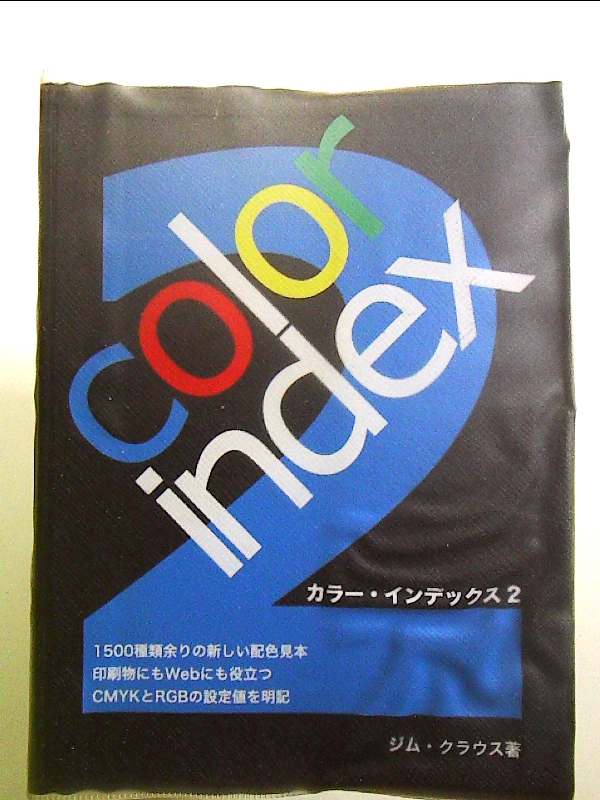 color
index
2
カラー・インデックス2
1500種類余りの新しい配色見本
印刷物にもWebにも役立つ
CMYKとRGBの設定値を明記
ジム・クラウス著